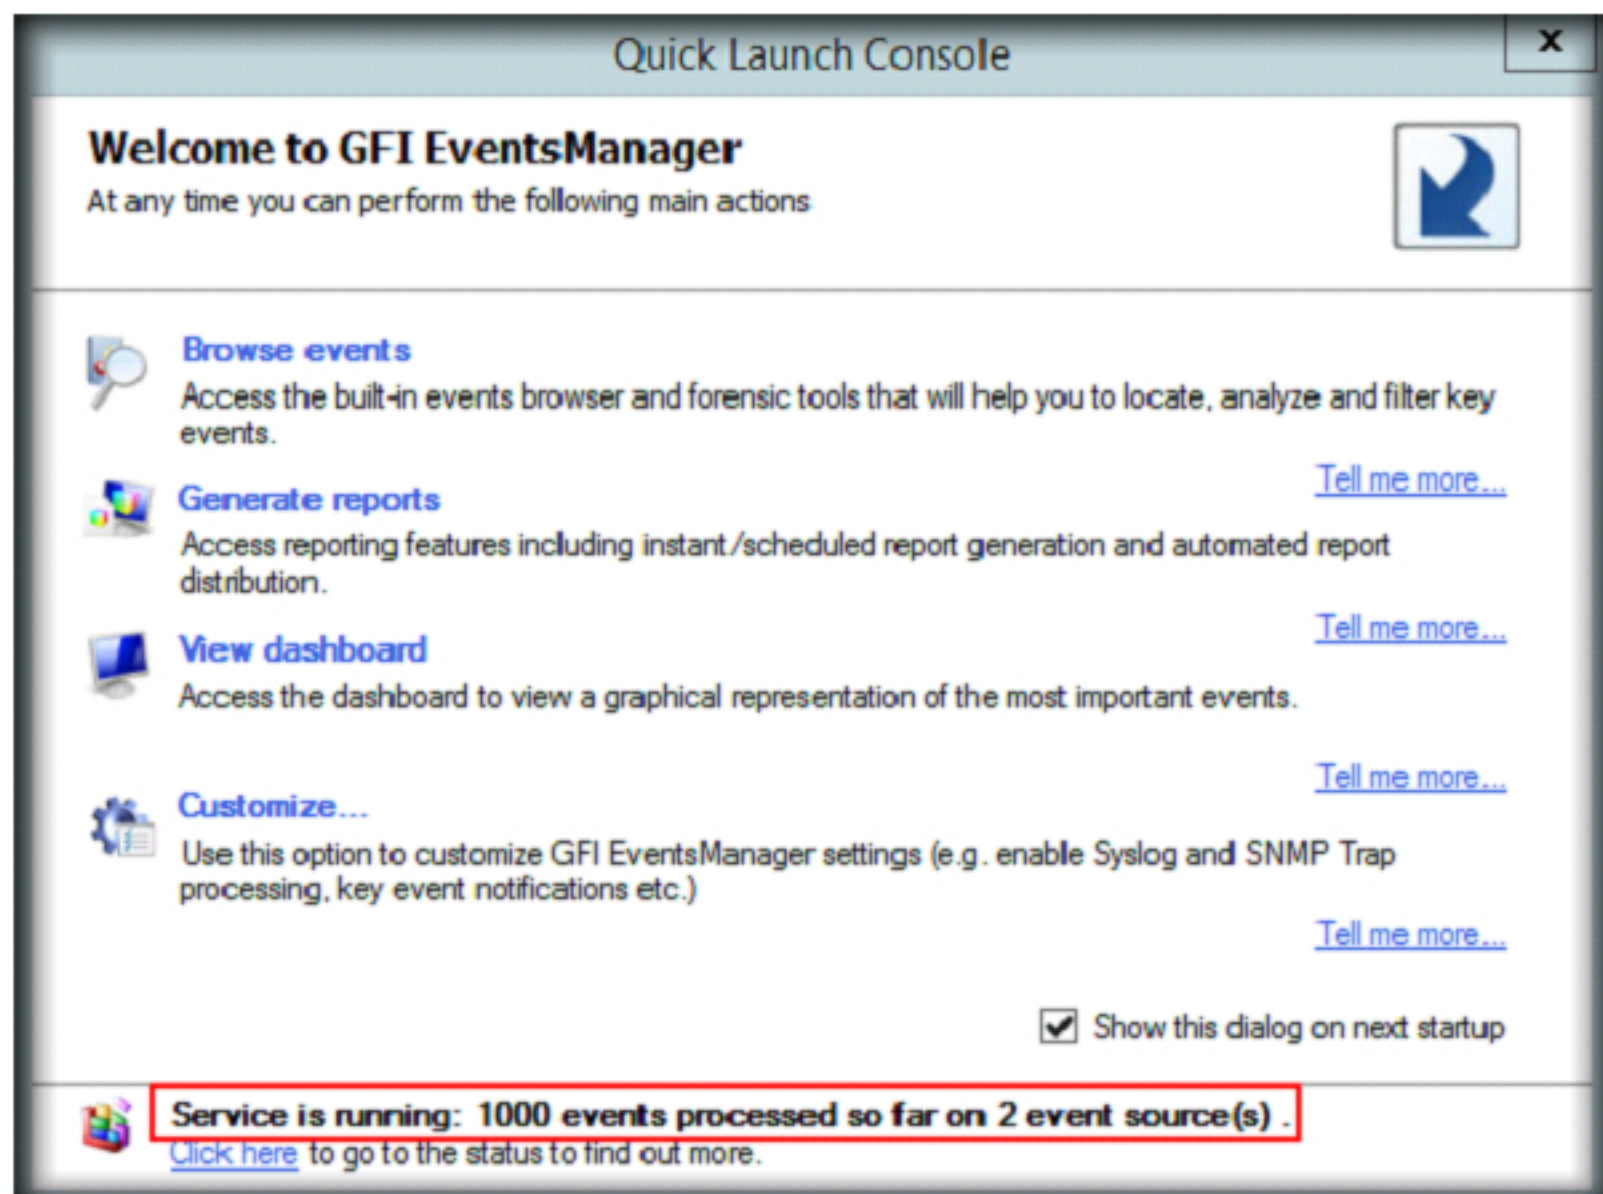 Quick Launch Console
x
Welcome to GFI EventsManager
At any time you can perform the following main actions
Browse events
Access the built-in events browser and forensic tools that will help you to locate, analyze and filter key
events.
Tell me more...
Generate reports
Access reporting features including instant/scheduled report generation and automated report
distribution.
Tell me more...
View dashboard
Access the dashboard to view a graphical representation of the most important events.
Tell me more...
Customize...
Use this option to customize GFI EventsManager settings (e.g. enable Syslog and SNMP Trap
processing, key event notifications etc.)
Tell me more...
Show this dialog on next startup
Service is running: 1000 events processed so far on 2 event source(s) .
Click here to go to the status to find out more.